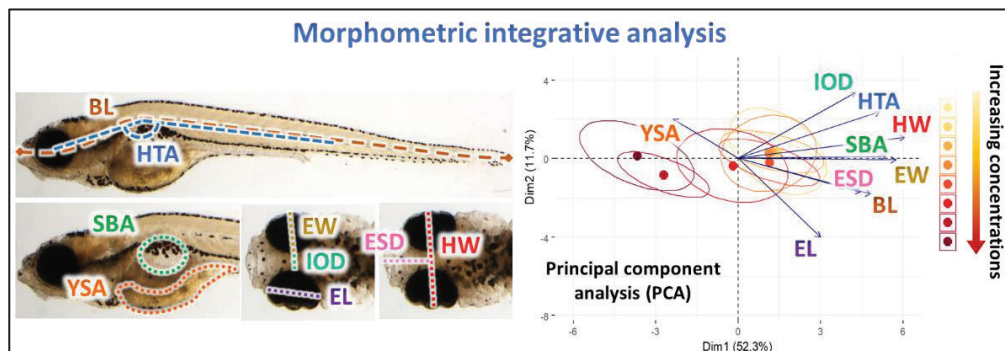 Morphometric integrative analysis
BL
HTA
SBA
YSA
EW
IOD
EL
ESD
HW
Dim2 (11.7%)
4
0
-4
-8
-6
-3
0
3
6
Dim1 (52.3%)
IOD
HTA
HW
YSA
SBA
EW
ESD
BL
EL
Principal component
analysis (PCA)
Increasing concentrations